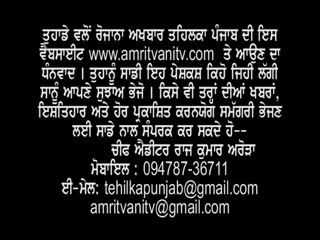 ਤੁਹਾਡੇ ਵਲੋਂ ਰੋਜਾਨਾ ਅਖਬਾਰ ਤਹਿਲਕਾ ਪੰਜਾਬ ਦੀ ਇਸ
ਵੈਬਸਾਈਟ www.amritvanitv.com ਤੇ ਆਉਣ ਦਾ
ਧੰਨਵਾਦ । ਤੁਹਾਨੂੰ ਸਾਡੀ ਇਹ ਪੇਸ਼ਕਸ਼ ਕਿਹੋ ਜਿਹੀ ਲੱਗੀ
ਸਾਨੂੰ ਆਪਣੇ ਸੁਝਾਅ ਭੇਜੋ । ਕਿਸੇ ਵੀ ਤਰ੍ਹਾਂ ਦੀਆਂ ਖਬਰਾਂ,
ਇਸ਼ਤਿਹਾਰ ਅਤੇ ਹੋਰ ਪ੍ਰਕਾਸ਼ਿਤ ਕਰਨਯੋਗ ਸਮੱਗਰੀ ਭੇਜਣ
ਲਈ ਸਾਡੇ ਨਾਲ ਸੰਪਰਕ ਕਰ ਸਕਦੇ ਹੋ--
ਚੀਫ ਐਡੀਟਰ ਰਾਜ ਕੁਮਾਰ ਅਰੋੜਾ
ਮੋਬਾਇਲ : 094787-36711
ਈ-ਮੇਲ: tehilkapunjab@gmail.com
amritvanitv@gmail.com